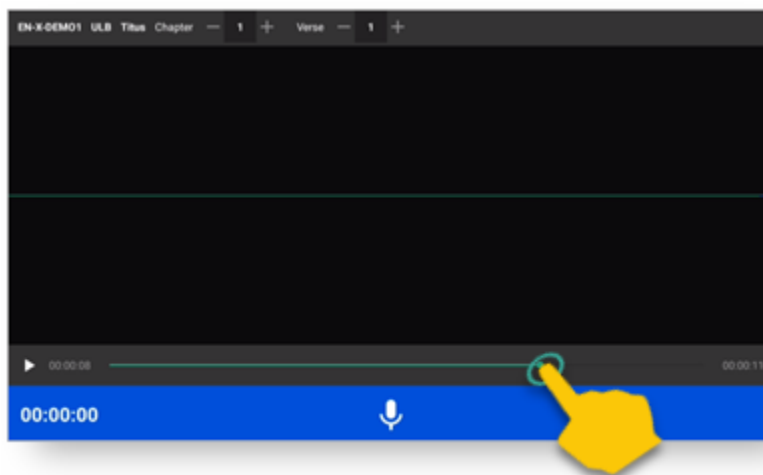 EN-X-DEMO1 ULB Titus Chapter — 1 + Verse — 1 +
00:00:08 00:00:11
00:00:00